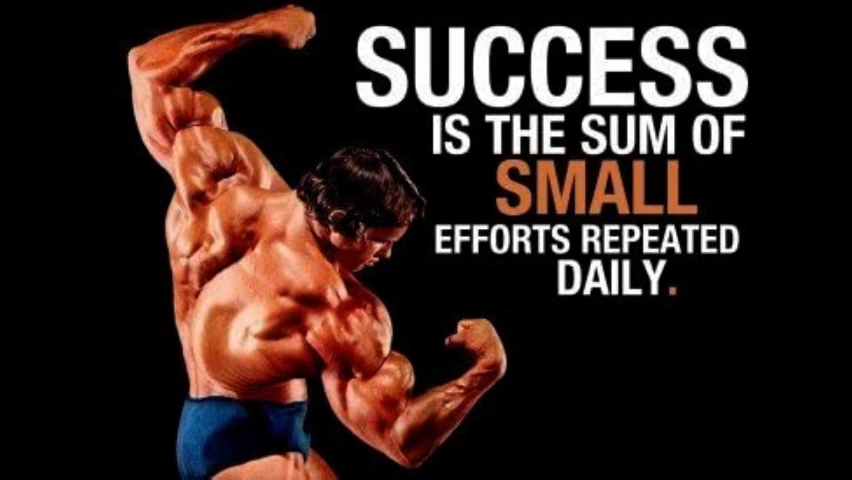 SUCCESS
IS THE SUM OF
SMALL
EFFORTS REPEATED
DAILY.